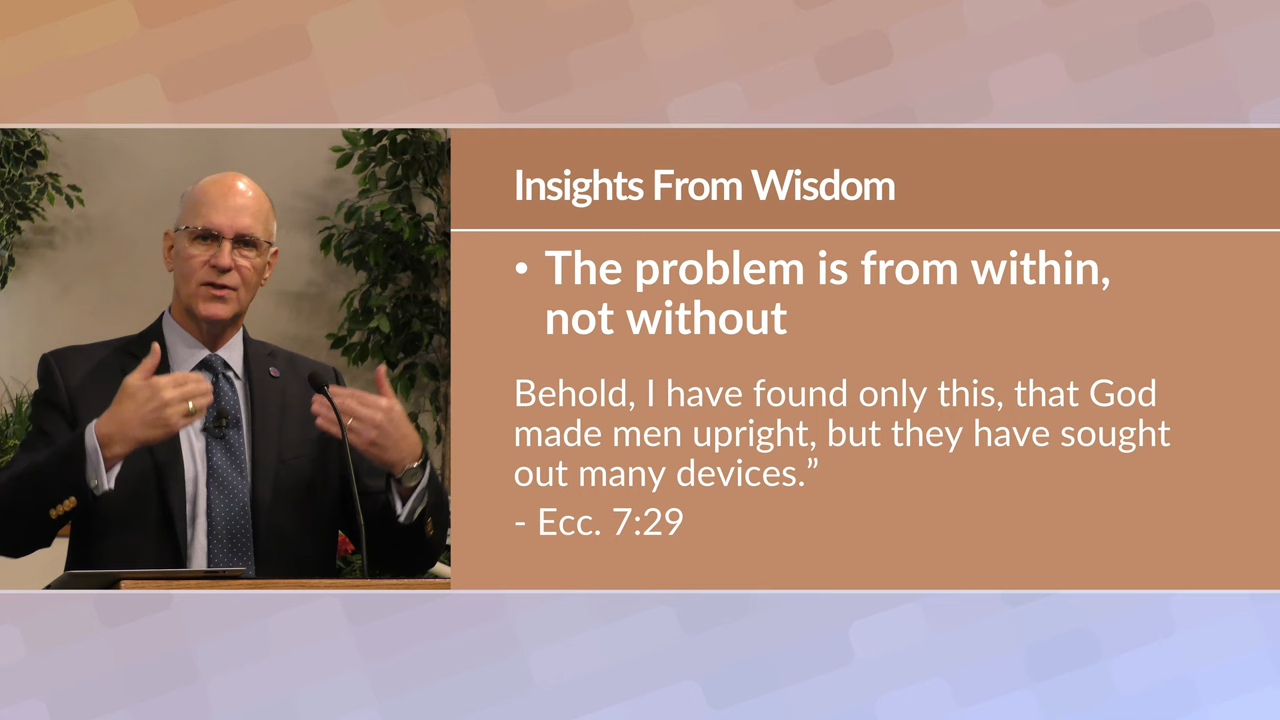 Insights From Wisdom
• The problem is from within,
not without
Behold, I have found only this, that God
made men upright, but they have sought
out many devices.”
- Ecc. 7:29